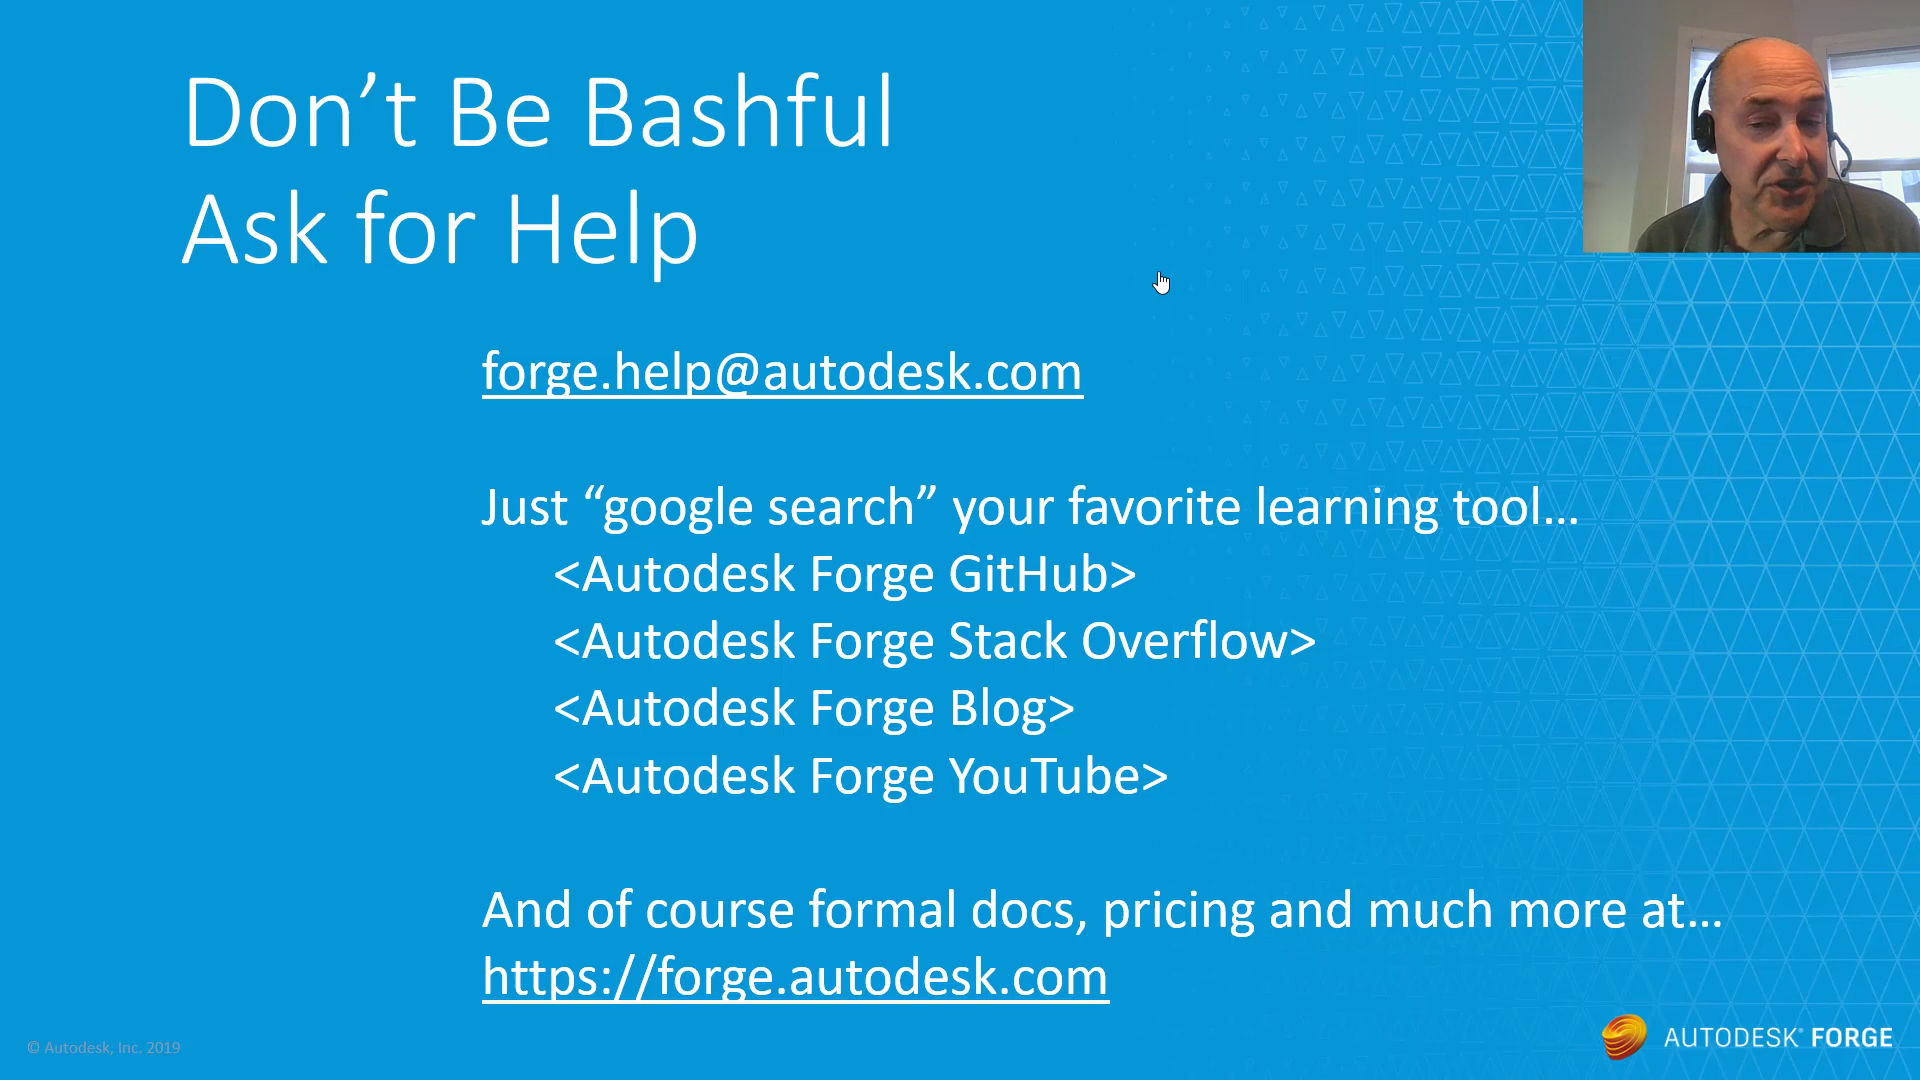 Don’t Be Bashful
Ask for Help
forge.help@autodesk.com
Just “google search” your favorite learning tool…
<Autodesk Forge GitHub>
<Autodesk Forge Stack Overflow>
<Autodesk Forge Blog>
<Autodesk Forge YouTube>
And of course formal docs, pricing and much more at…
https://forge.autodesk.com
© Autodesk, Inc. 2019
AUTODESK® FORGE